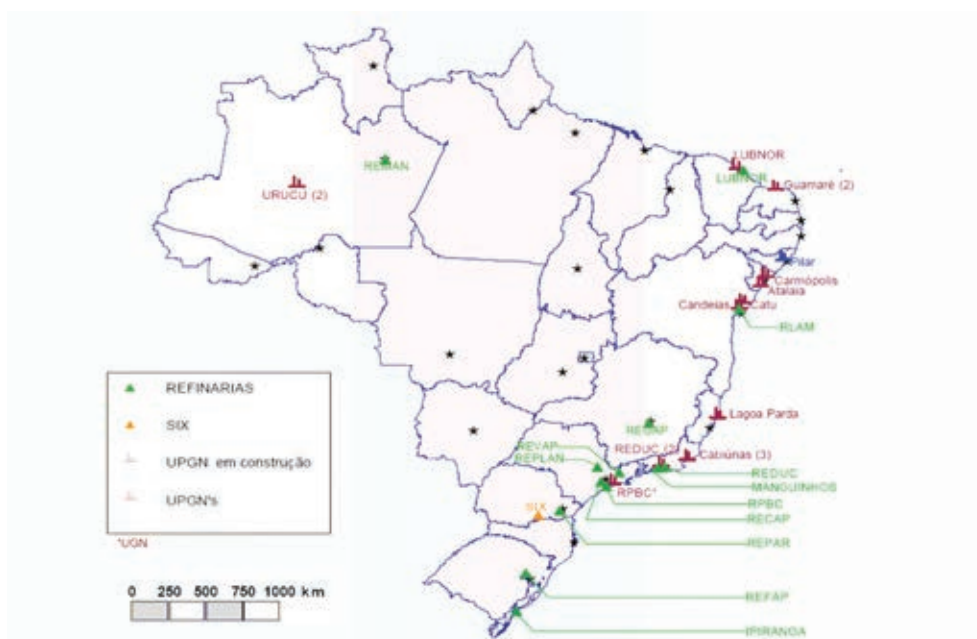 LUBNOR
LUBNOR
Guamaré (2)
REMAN
URUCU (2)
Pilar
Carmópolis
Atalaia
Candeias
Catu
RLAM
REFINARIAS
SIX
UPGN em construção
UPGN's
*UGN
0 250 500 750 1000 km
Lagoa Parda
REVAP
REDUC (2)
Cabiúnas (3)
REPLAN
REDUC
MANGUINHOS
RPBC*
RPBC
RECAP
SIX
REPAR
REFAP
IPIRANGA